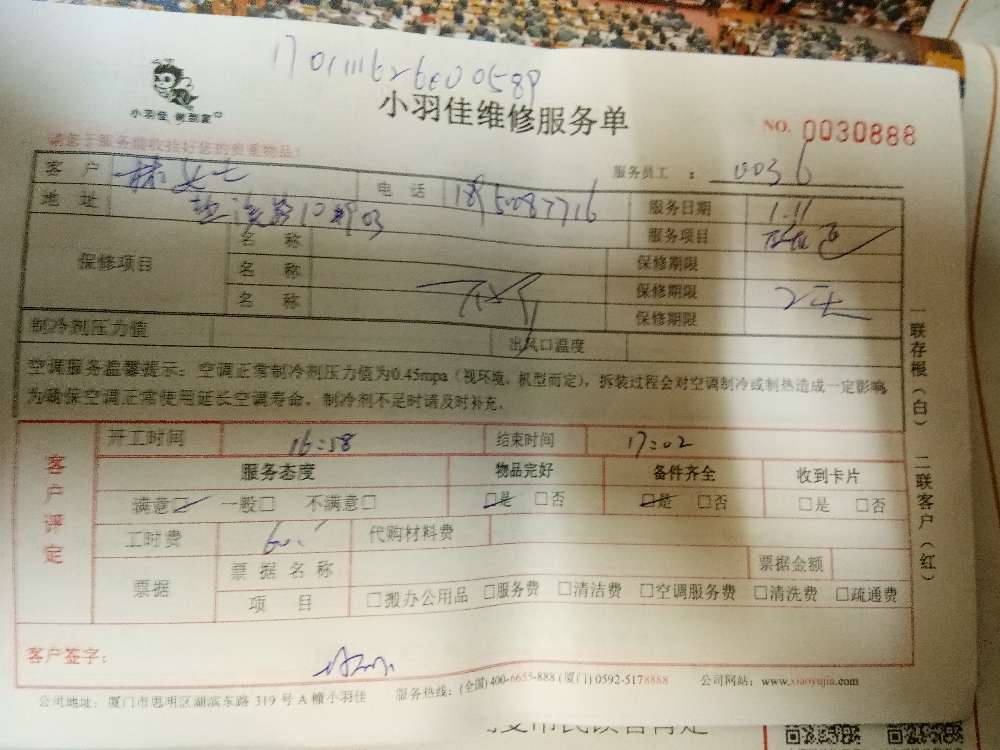 小羽佳 帮到家
小羽佳维修服务单
NO. 0030888
请您于服务前收拾好您的贵重物品!
服务员工 : 0036
客户 林女士 电话 服务日期 1.11
地址 服务项目
保修项目 名称 保修期限
名称 保修期限
名称 保修期限
制冷剂压力值 出风口温度
空调服务温馨提示: 空调正常制冷剂压力值为0.45mpa (视环境、机型而定), 拆装过程会对空调制冷或制热造成一定影响
为确保空调正常使用延长空调寿命, 制冷剂不足时请及时补充。
一联存根(白) 二联客户(红)
客户评定
开工时间 16:58 结束时间 17:02
服务态度 物品完好 备件齐全 收到卡片
满意□ 一般□ 不满意□ □是 □否 □是 □否 □是 □否
工时费 60. 代购材料费
票据 票据名称 票据金额
项目 □搬办公用品 □服务费 □清洁费 □空调服务费 □清洗费 □疏通费
客户签字:
公司地址: 厦门市思明区湖滨东路 319 号 A 幢小羽佳 服务热线: (全国) 400-6655-888 (厦门) 0592-5178888 公司网站: www.xiaoyujia.com